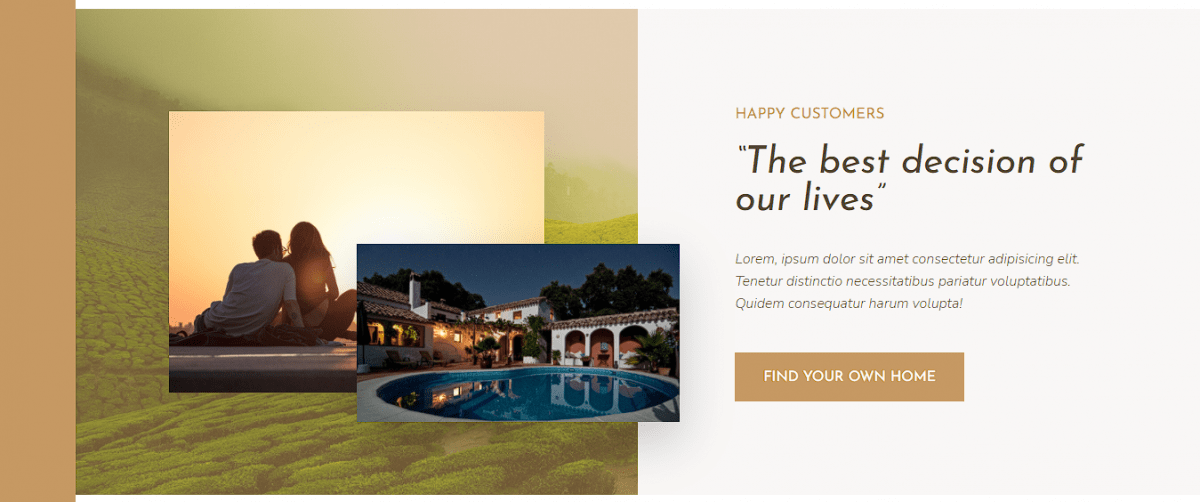 HAPPY CUSTOMERS
“The best decision of
our lives”
Lorem, ipsum dolor sit amet consectetur adipisicing elit.
Tenetur distinctio necessitatibus pariatur voluptatibus.
Quidem consequatur harum volupta!
FIND YOUR OWN HOME